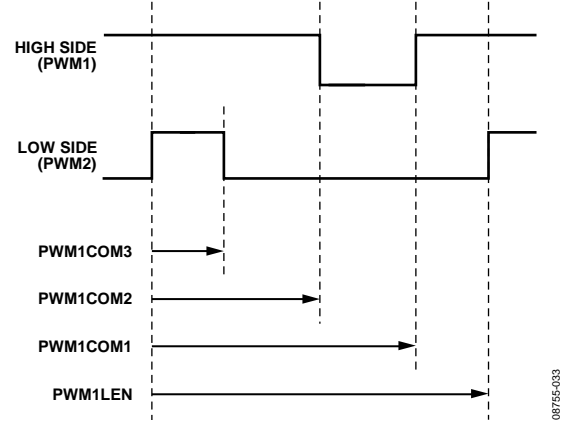 HIGH SIDE
(PWM1)
LOW SIDE
(PWM2)
PWM1COM3
PWM1COM2
PWM1COM1
PWM1LEN
08755-033